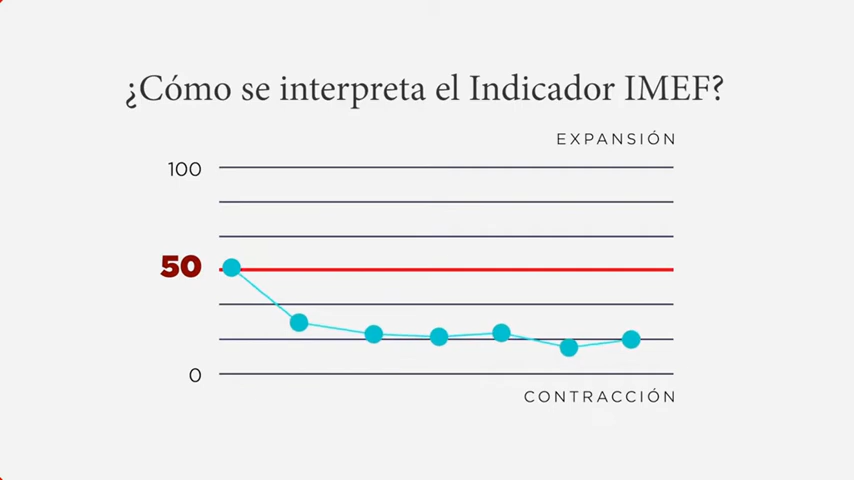 ¿Cómo se interpreta el Indicador IMEF?
EXPANSIÓN
100
50
0
CONTRACCIÓN